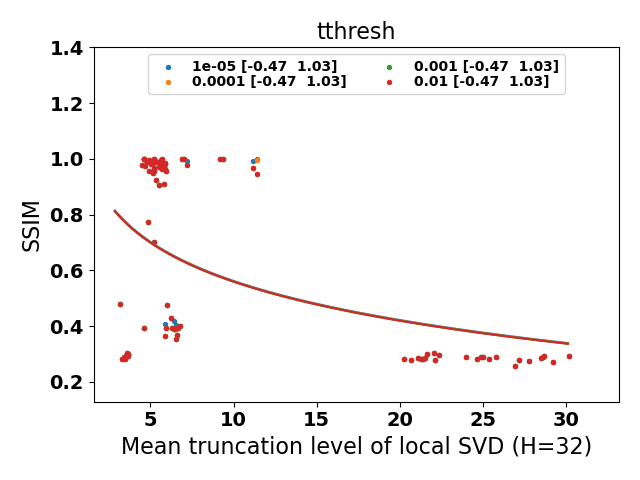 tthresh
1e-05 [-0.47  1.03]
0.0001 [-0.47  1.03]
0.001 [-0.47  1.03]
0.01 [-0.47  1.03]
1.4
1.2
1.0
0.8
0.6
0.4
0.2
SSIM
5 10 15 20 25 30
Mean truncation level of local SVD (H=32)